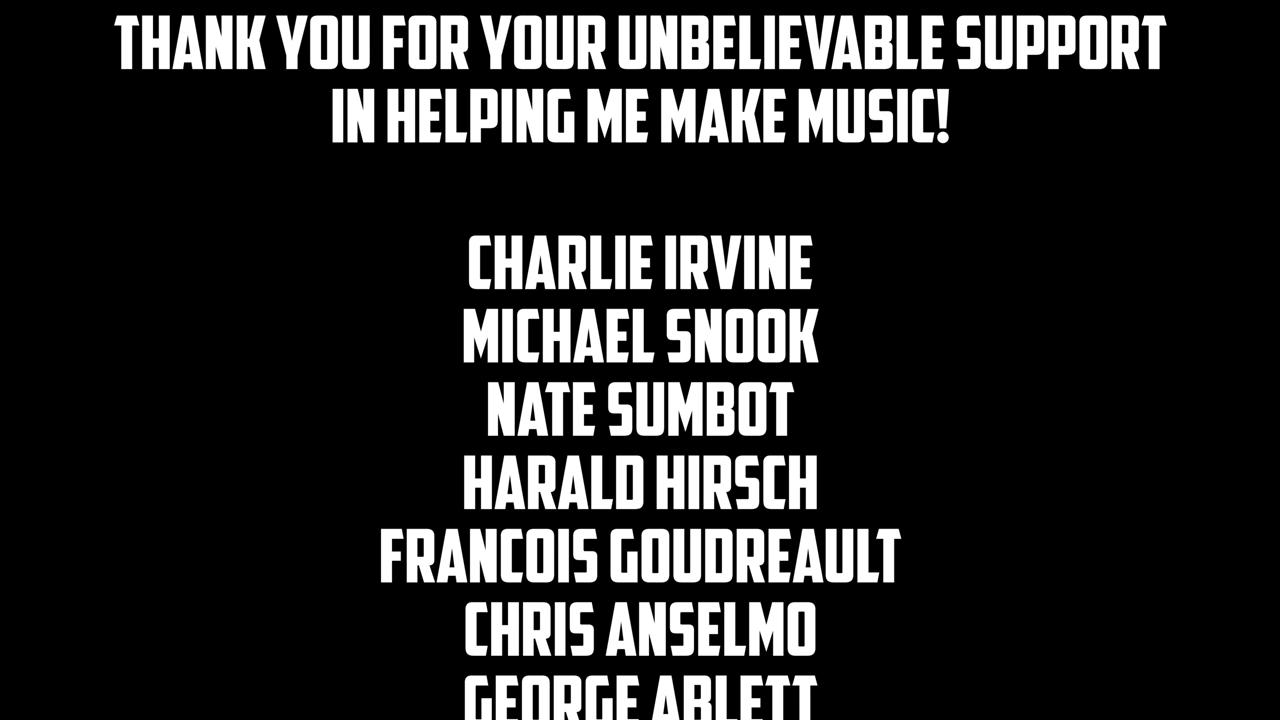 THANK YOU FOR YOUR UNBELIEVABLE SUPPORT
IN HELPING ME MAKE MUSIC!
CHARLIE IRVINE
MICHAEL SNOOK
NATE SUMBOT
HARALD HIRSCH
FRANCOIS GOUDREAULT
CHRIS ANSELMO
GEORGE ABLETT